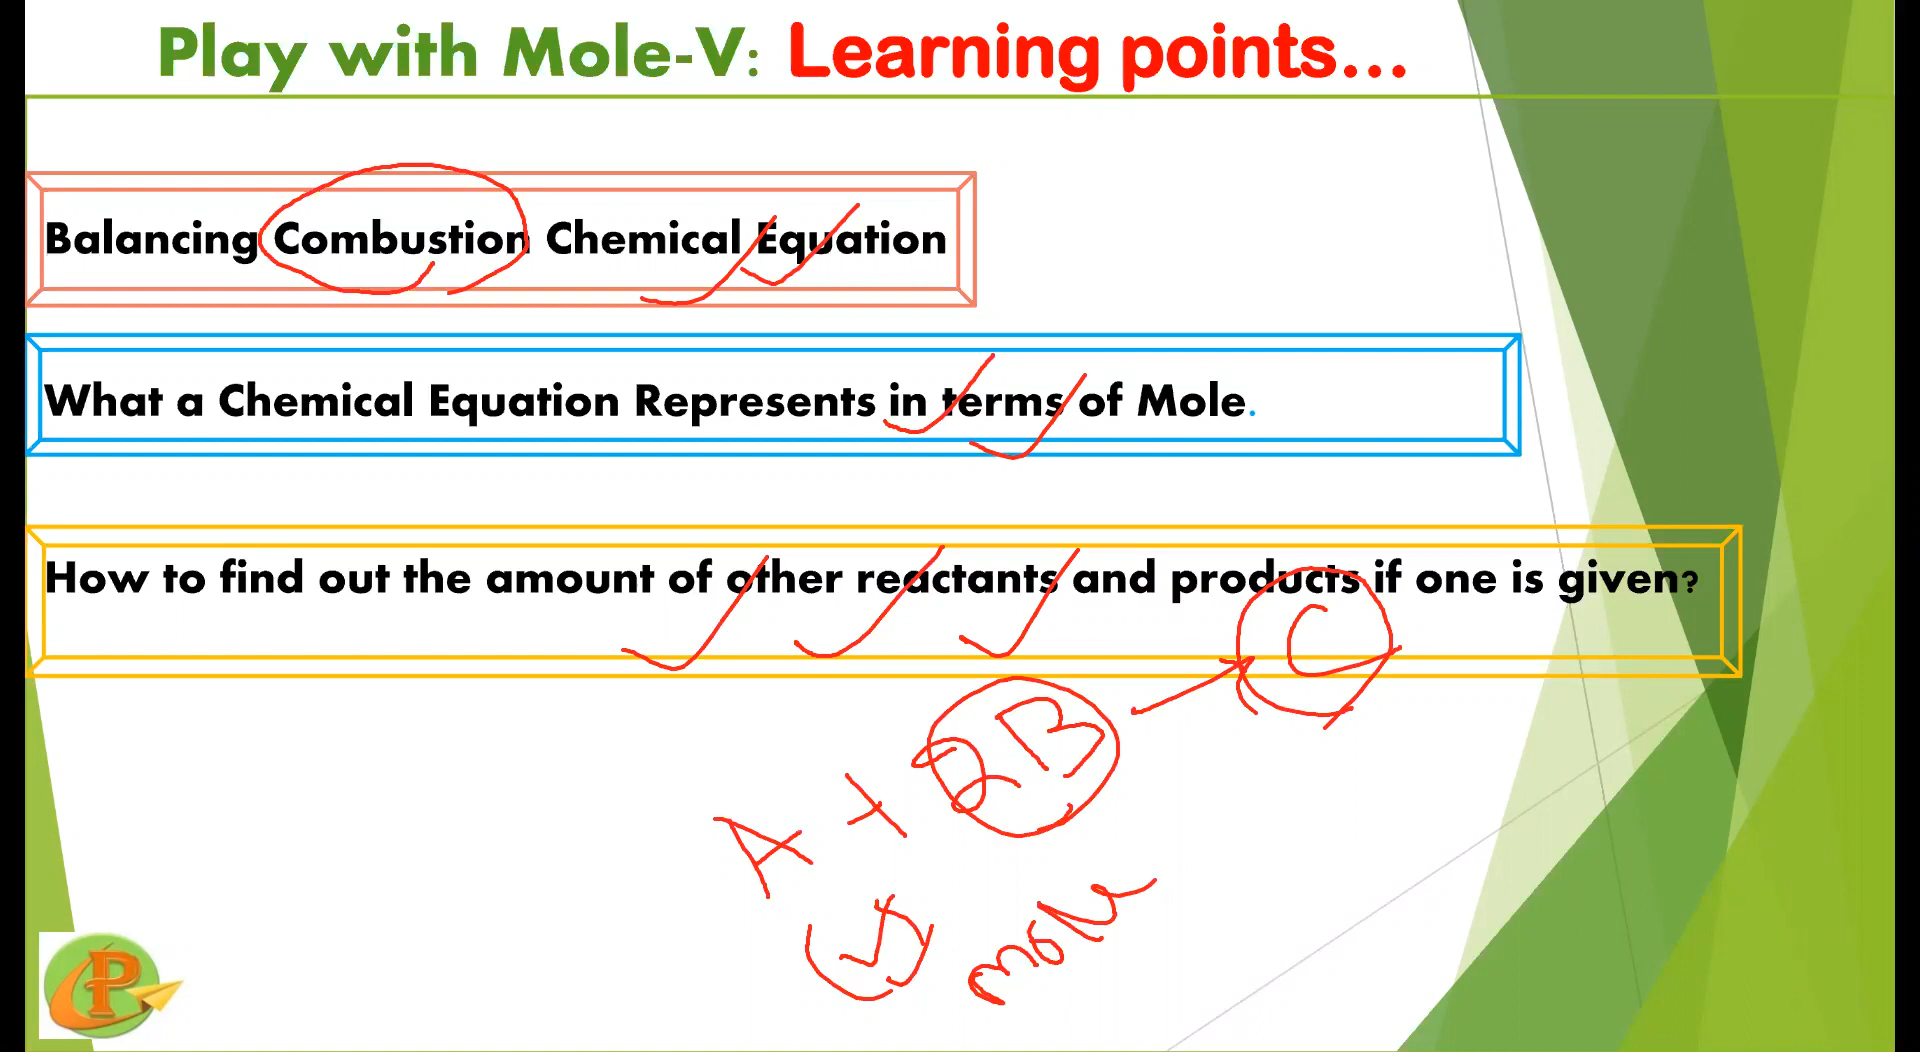 Play with Mole-V: Learning points...
Balancing Combustion Chemical Equation
What a Chemical Equation Represents in terms of Mole.
How to find out the amount of other reactants and products if one is given?
A + 2B → C
mole
P